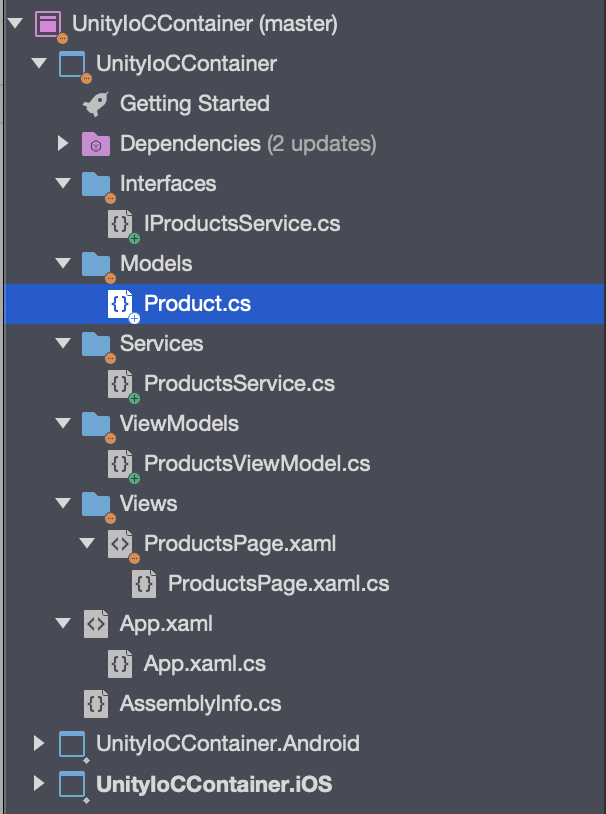 UnityIoCContainer (master)
UnityIoCContainer
Getting Started
Dependencies (2 updates)
Interfaces
IProductsService.cs
Models
Product.cs
Services
ProductsService.cs
ViewModels
ProductsViewModel.cs
Views
ProductsPage.xaml
ProductsPage.xaml.cs
App.xaml
App.xaml.cs
AssemblyInfo.cs
UnityIoCContainer.Android
UnityIoCContainer.iOS